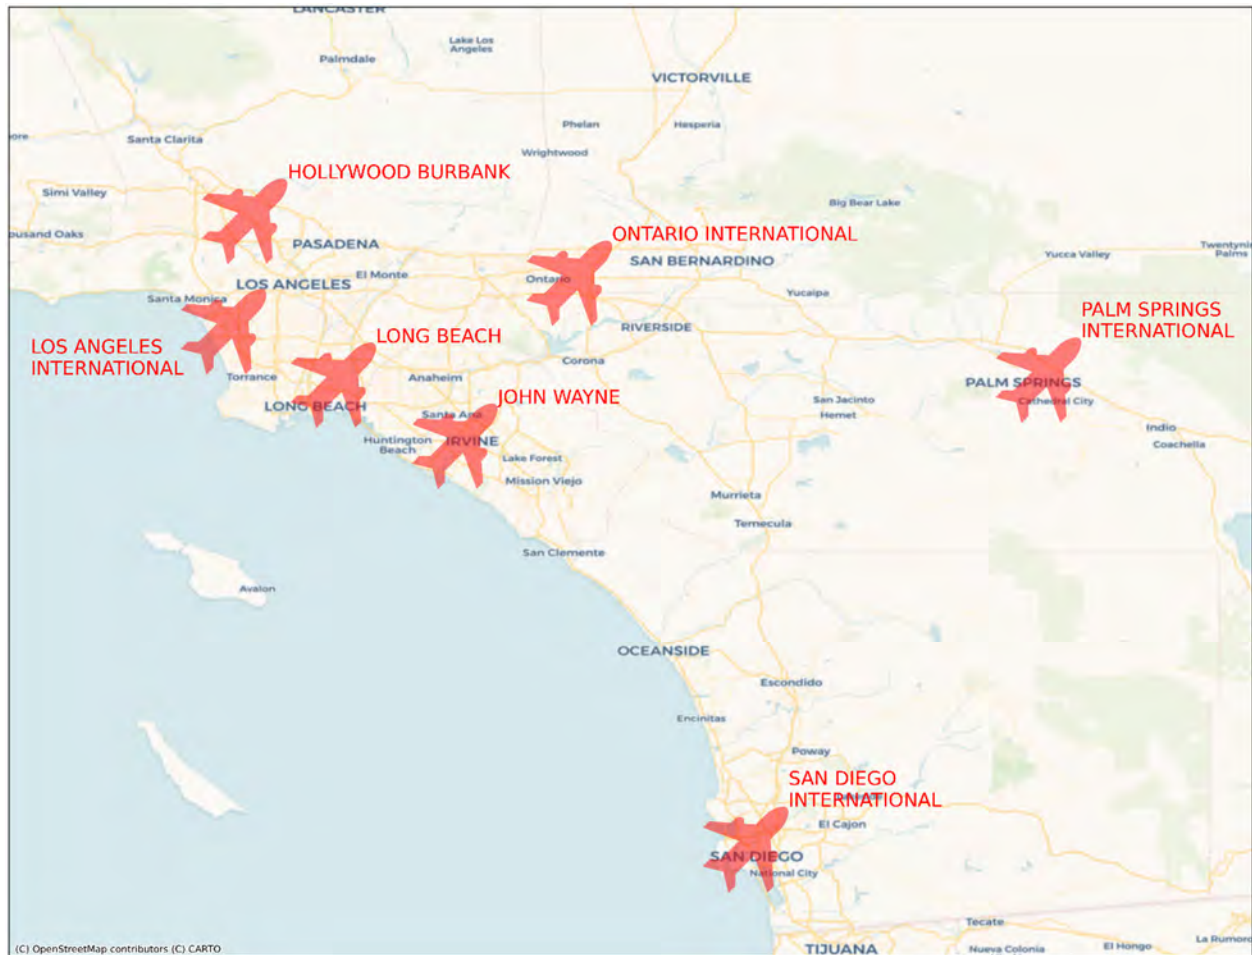 LANCASTER
Lake Los
Angeles
Palmdale
VICTORVILLE
Phelan
Hesperia
Santa Clarita
Wrightwood
HOLLYWOOD BURBANK
Simi Valley
Big Bear Lake
ONTARIO INTERNATIONAL
PASADENA
Yucca Valley
Palms
SAN BERNARDINO
El Monte
Ontario
LOS ANGELES
Santa Monica
Yucaipa
PALM SPRINGS
INTERNATIONAL
RIVERSIDE
LONG BEACH
LOS ANGELES
INTERNATIONAL
Corona
Torrance
Anaheim
PALM SPRINGS
JOHN WAYNE
San Jacinto
Cathedral City
LONG BEACH
Santa Ana
Hemet
Indio
Huntington
Beach
IRVINE
Coachella
Lake Forest
Mission Viejo
Murrieta
Temecula
San Clemente
Avalon
OCEANSIDE
Escondido
Encinitas
Poway
SAN DIEGO
INTERNATIONAL
El Cajon
SAN DIEGO
National City
Tecate
(C) OpenStreetMap contributors (C) CARTO
TIJUANA
Nueva Colonia
El Hongo
La Rumoro